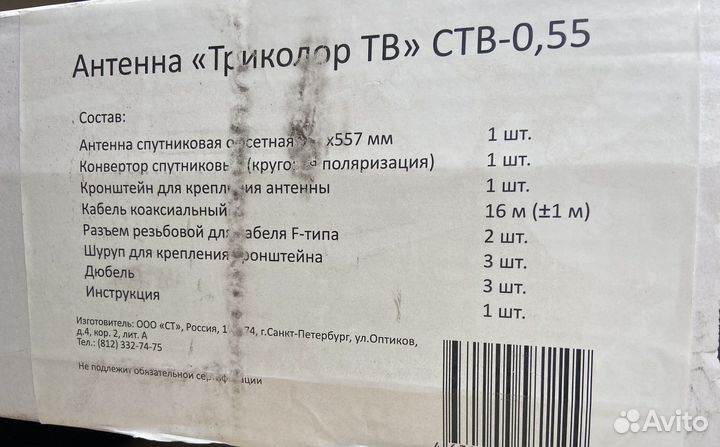 Антенна «Триколор ТВ» СТВ-0,55
Состав:
Антенна спутниковая офсетная х557 мм 1 шт.
Конвертор спутниковый (круговая поляризация) 1 шт.
Кронштейн для крепления антенны 1 шт.
Кабель коаксиальный 16 м (±1 м)
Разъем резьбовой для кабеля F-типа 2 шт.
Шуруп для крепления кронштейна 3 шт.
Дюбель 3 шт.
Инструкция 1 шт.
Изготовитель: ООО «СТ», Россия, г.Санкт-Петербург, ул.Оптиков,
д.4, кор. 2, лит. А
Тел.: (812) 332-74-75
Не подлежит обязательной сертификации
Avito